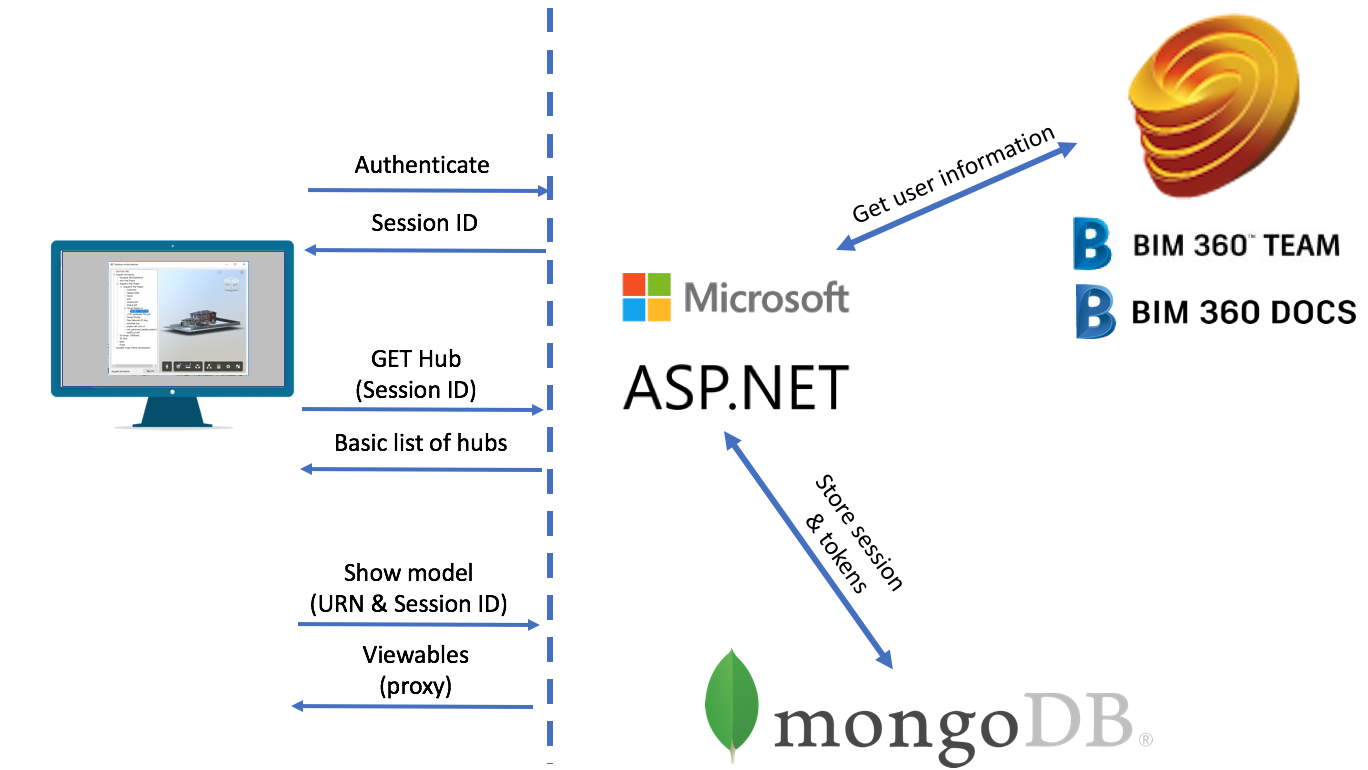 Authenticate
Session ID
GET Hub
(Session ID)
Basic list of hubs
Show model
(URN & Session ID)
Viewables
(proxy)
Get user information
Microsoft
ASP.NET
BIM 360™ TEAM
BIM 360 DOCS
Store session
& tokens
mongoDB®